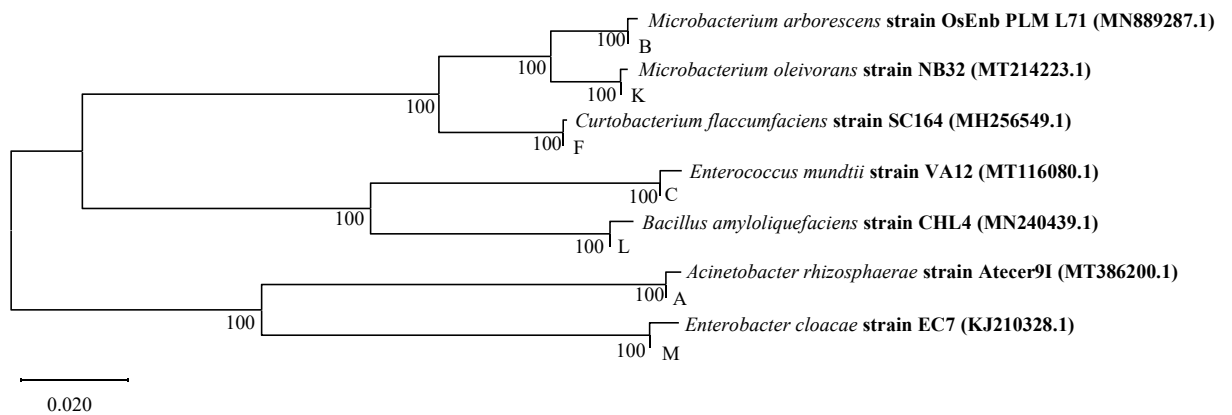 Microbacterium arborescens strain OsEnb PLM L71 (MN889287.1)
100
B
Microbacterium oleivorans strain NB32 (MT214223.1)
100
100
K
100
Curtobacterium flaccumfaciens strain SC164 (MH256549.1)
100
F
Enterococcus mundtii strain VA12 (MT116080.1)
100
C
100
Bacillus amyloliquefaciens strain CHL4 (MN240439.1)
100
L
Acinetobacter rhizosphaerae strain Atecer9I (MT386200.1)
100
A
100
Enterobacter cloacae strain EC7 (KJ210328.1)
100
M
0.020